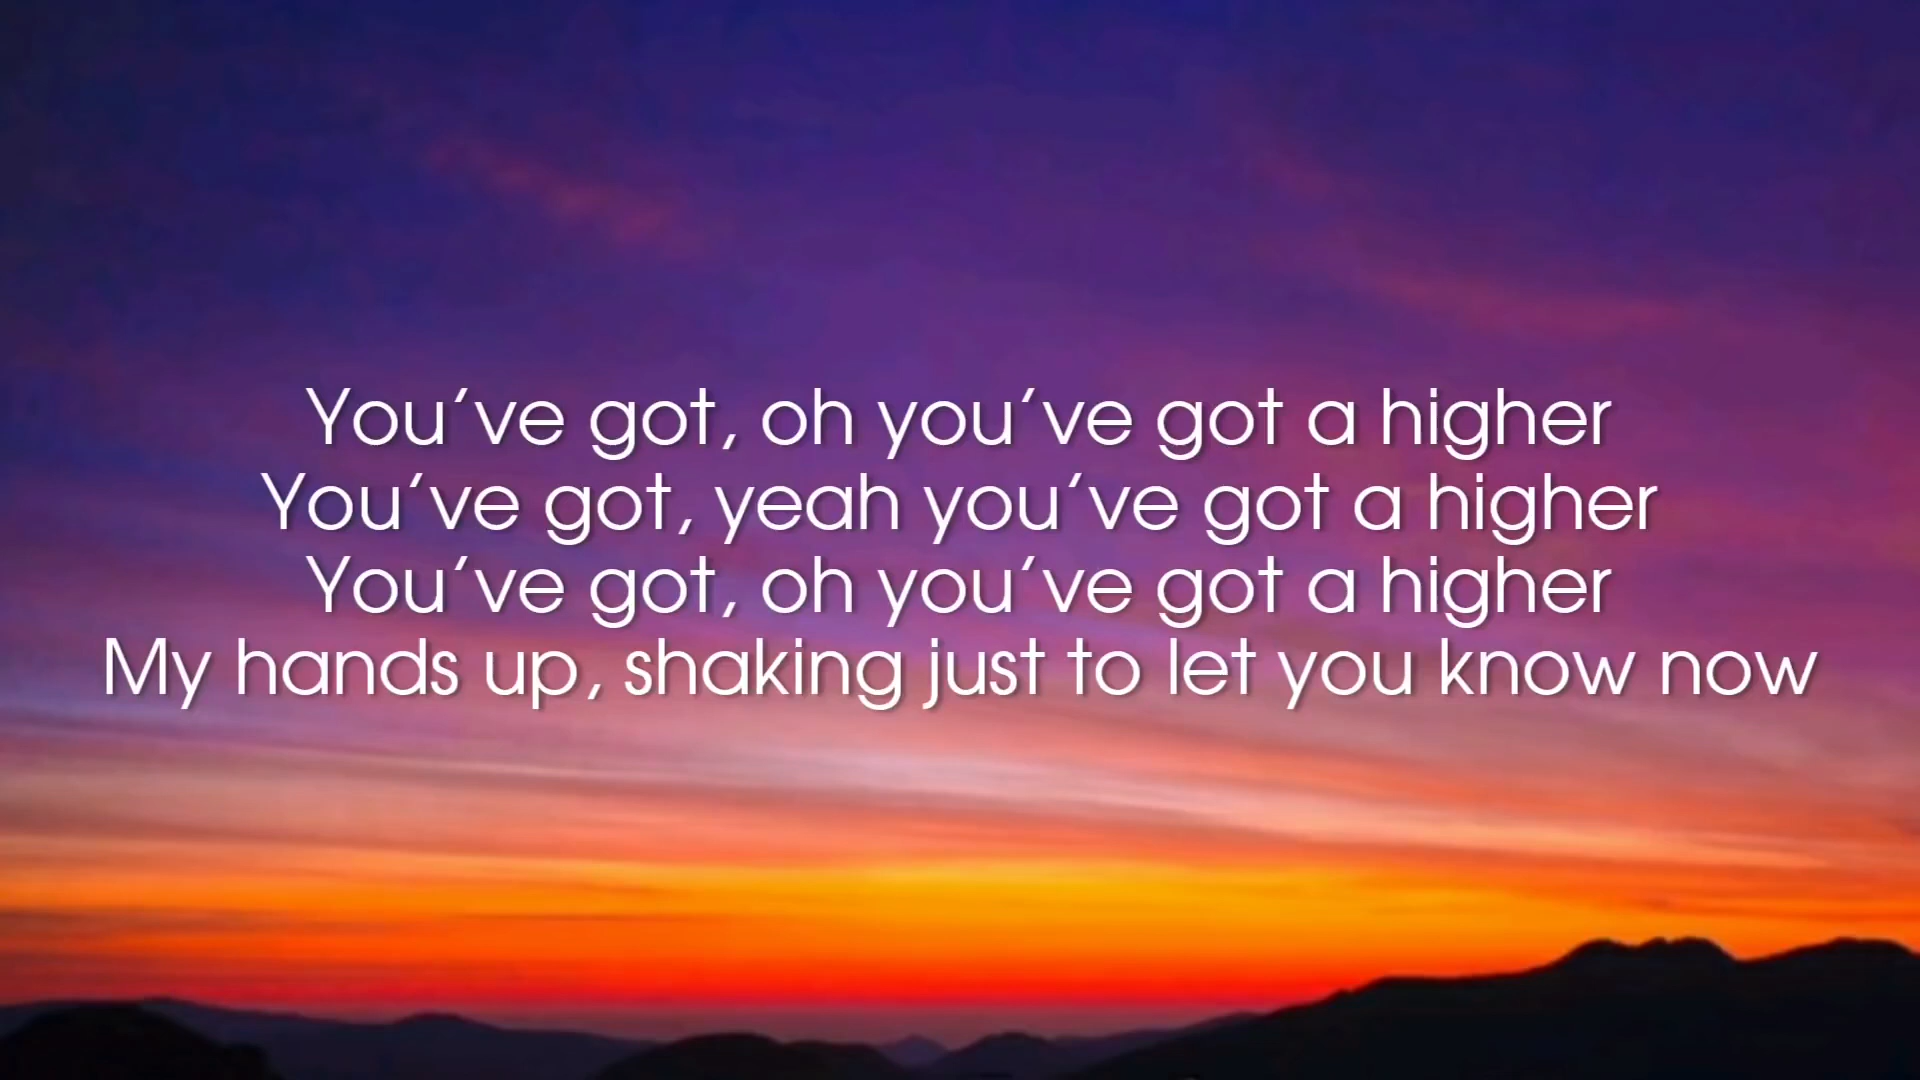 You've got, oh you've got a higher
You've got, yeah you've got a higher
You've got, oh you've got a higher
My hands up, shaking just to let you know now